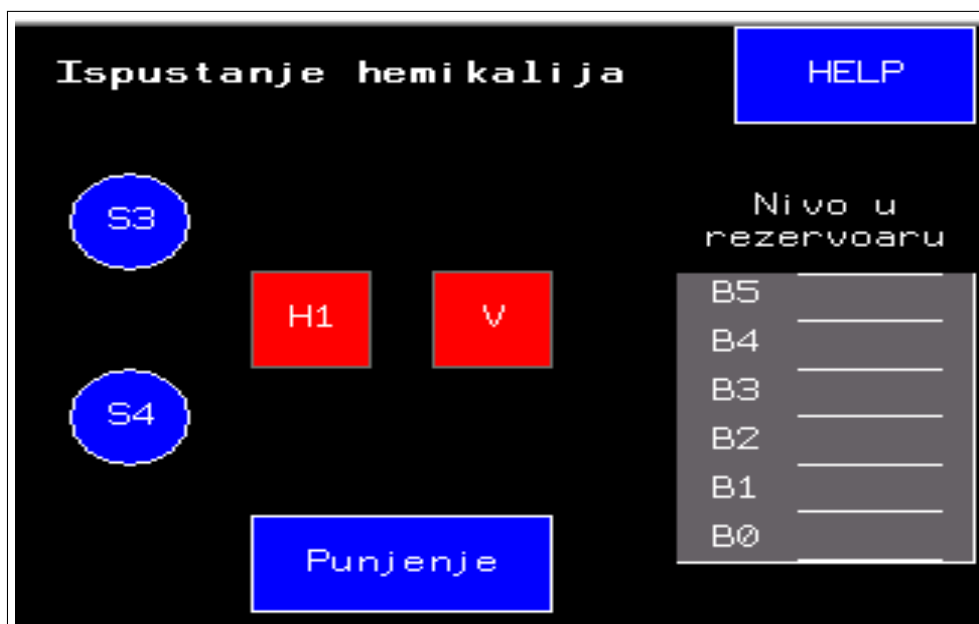 Ispustanje hemikalija
HELP
S3
Nivo u
rezervoaru
H1
V
B5
B4
B3
S4
B2
B1
B0
Punjenje